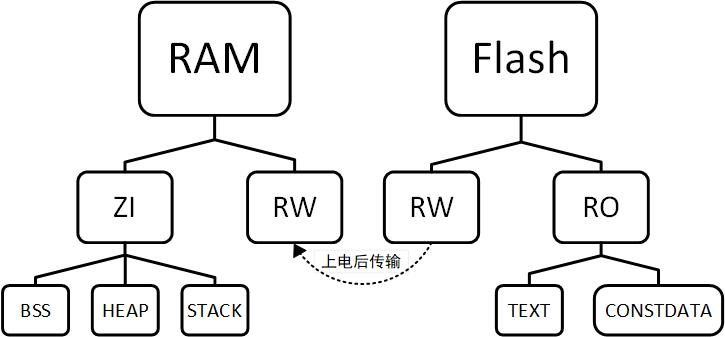 RAM
Flash
ZI
RW
RW
RO
上电后传输
BSS
HEAP
STACK
TEXT
CONSTDATA